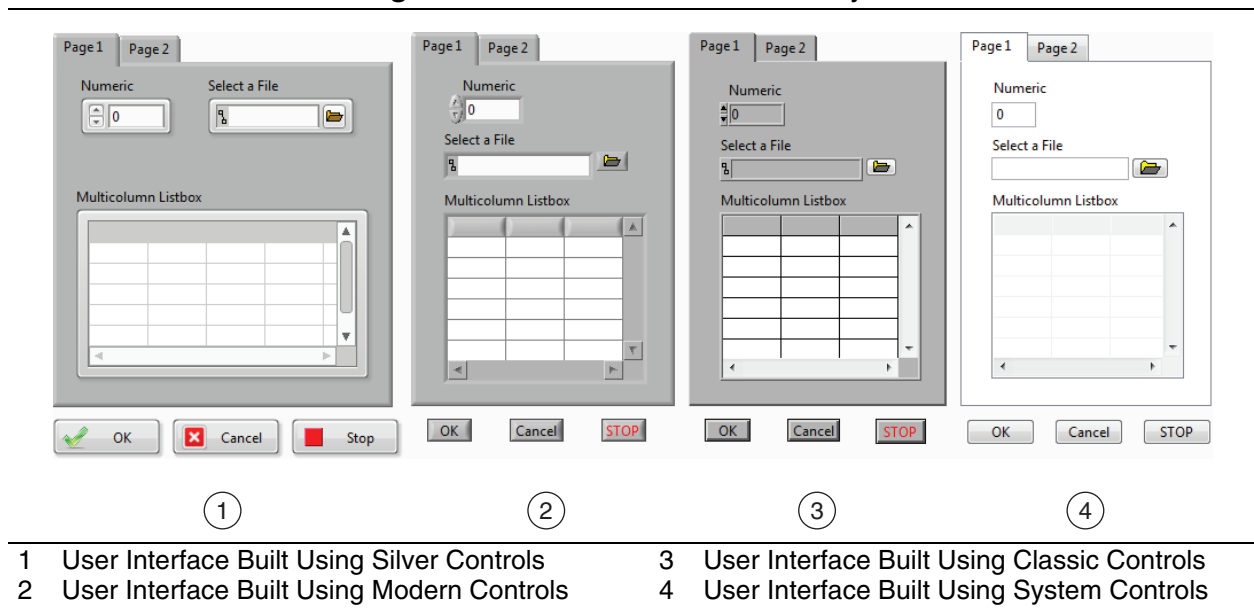 Page 1 Page 2
Numeric Select a File
0
Multicolumn Listbox
OK Cancel Stop
Page 1 Page 2
Numeric
0
Select a File
Multicolumn Listbox
OK Cancel STOP
Page 1 Page 2
Numeric
0
Select a File
Multicolumn Listbox
OK Cancel STOP
Page 1 Page 2
Numeric
0
Select a File
Multicolumn Listbox
OK Cancel STOP
1 2 3 4
1 User Interface Built Using Silver Controls
2 User Interface Built Using Modern Controls
3 User Interface Built Using Classic Controls
4 User Interface Built Using System Controls